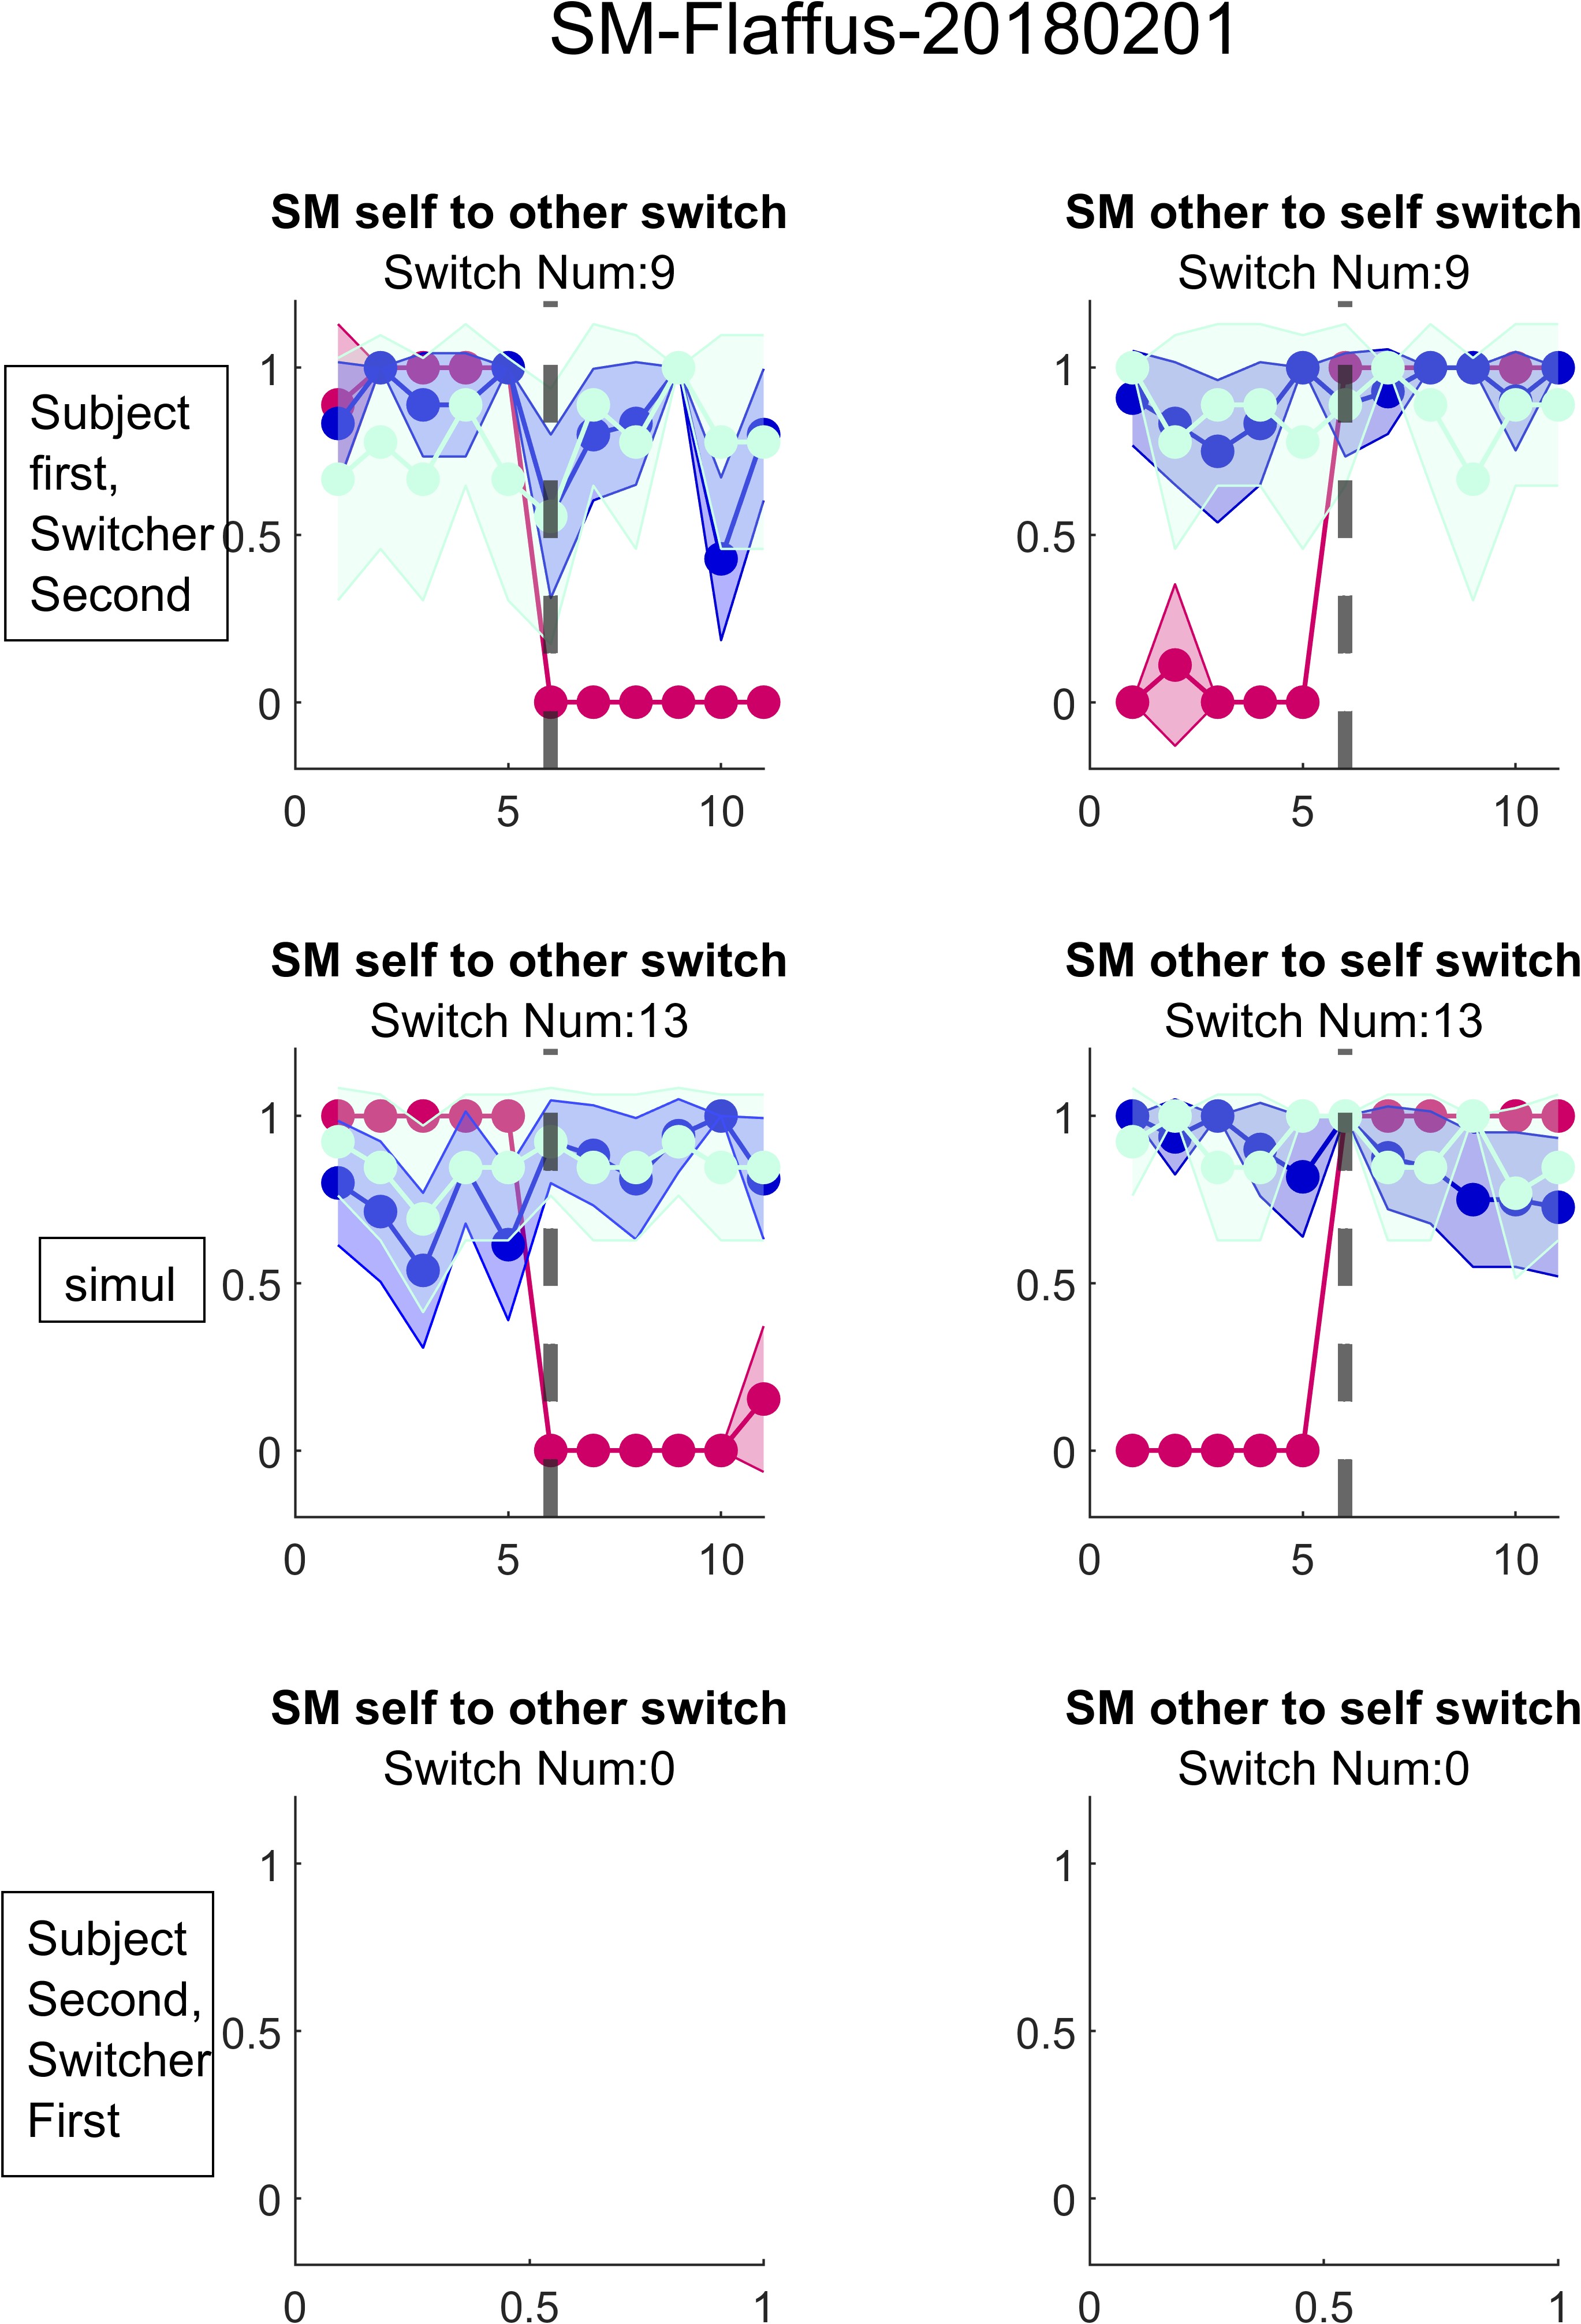 SM-Flaffus-20180201
SM self to other switch
Switch Num:9
SM other to self switch
Switch Num:9
Subject
first,
Switcher
Second
1
0.5
0
0 5 10
1
0.5
0
0 5 10
SM self to other switch
Switch Num:13
SM other to self switch
Switch Num:13
simul
1
0.5
0
0 5 10
1
0.5
0
0 5 10
SM self to other switch
Switch Num:0
SM other to self switch
Switch Num:0
Subject
Second,
Switcher
First
1
0.5
0
0 0.5 1
1
0.5
0
0 0.5 1